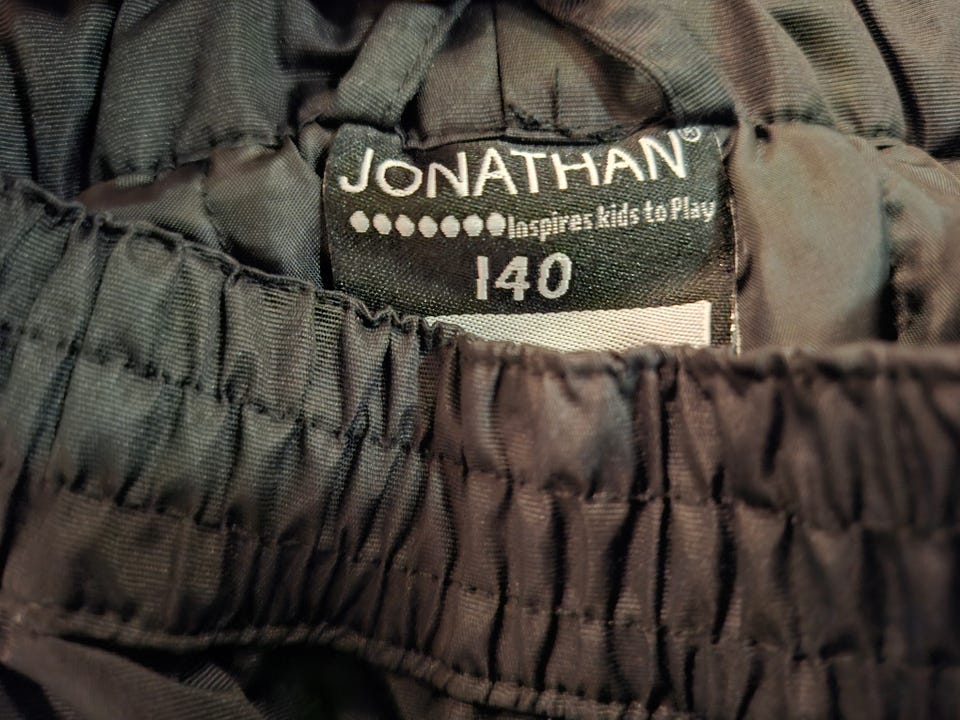 JONATHAN®
Inspires kids to Play
140